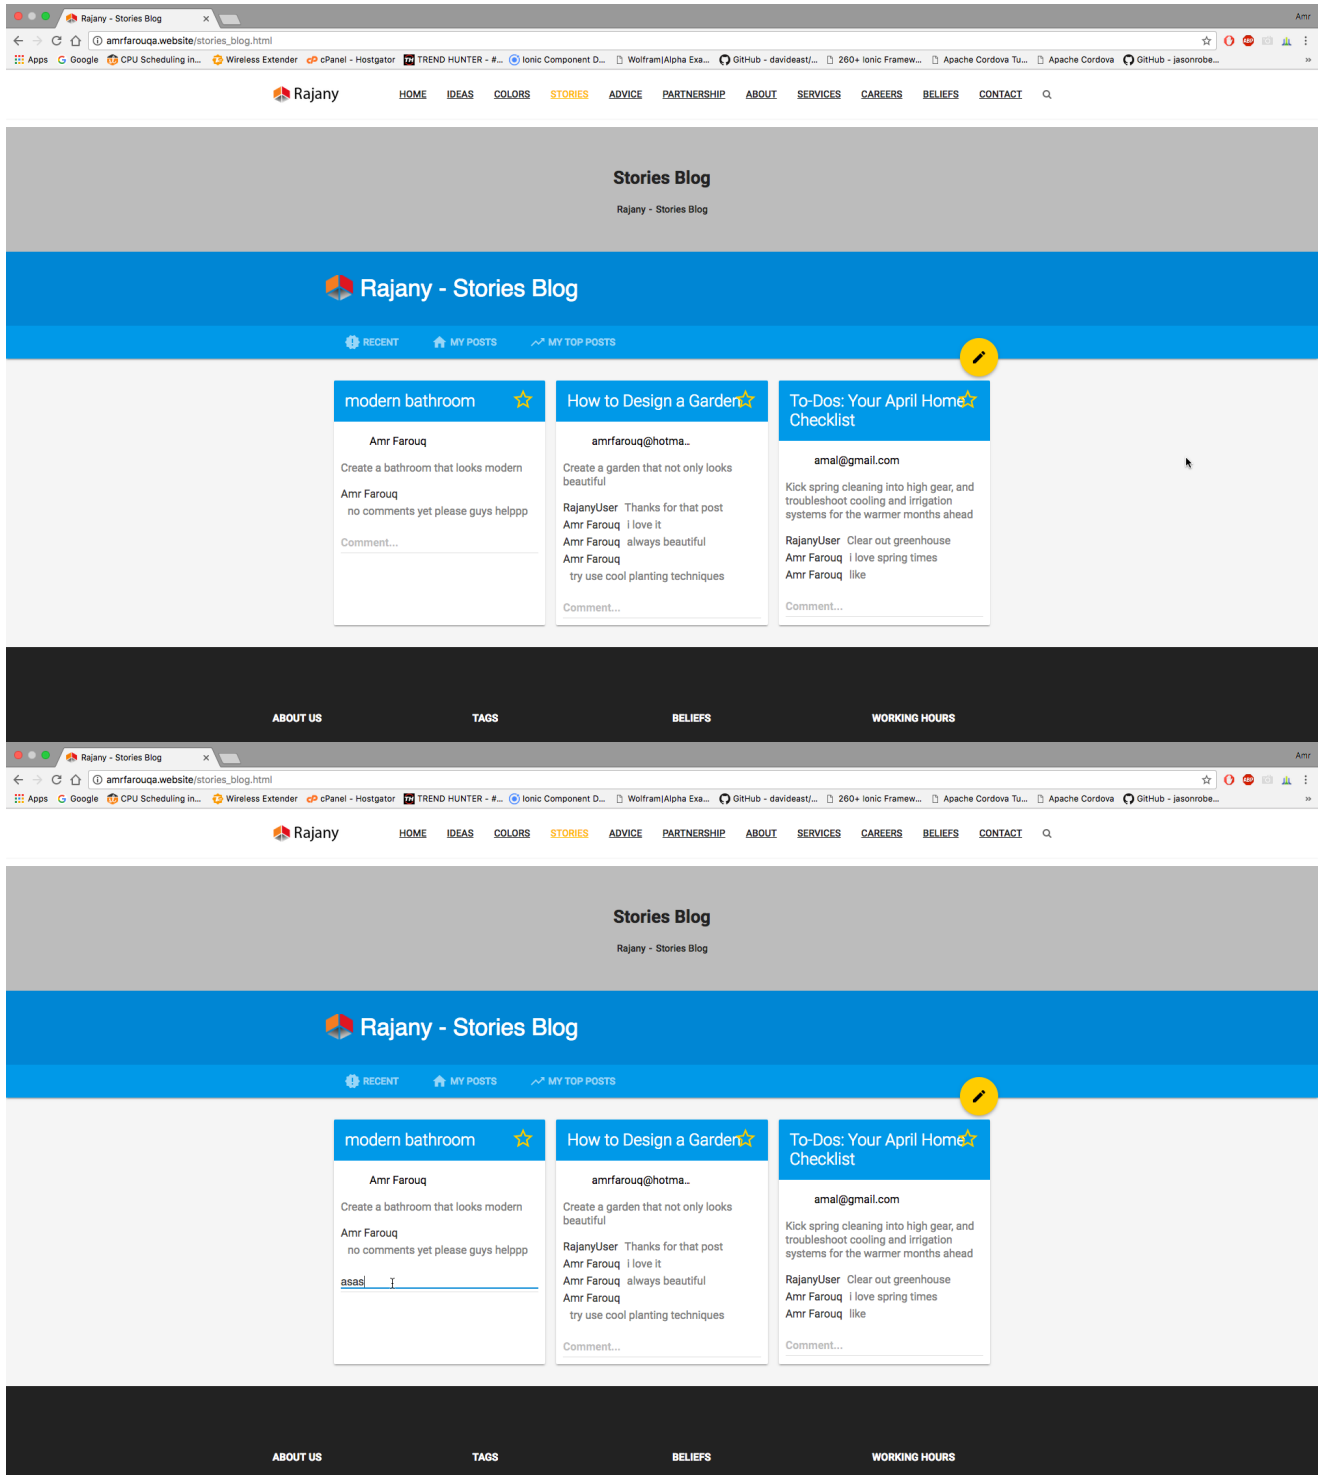 Rajany - Stories Blog
Amr
amrfarouqa.website/stories_blog.html
Apps Google CPU Scheduling in... Wireless Extender cPanel - Hostgator TREND HUNTER - #... Ionic Component D... Wolfram|Alpha Exa... GitHub - davideast/... 260+ Ionic Framew... Apache Cordova Tu... Apache Cordova GitHub - jasonrobe...
Rajany HOME IDEAS COLORS STORIES ADVICE PARTNERSHIP ABOUT SERVICES CAREERS BELIEFS CONTACT
Stories Blog
Rajany - Stories Blog
Rajany - Stories Blog
RECENT MY POSTS MY TOP POSTS
modern bathroom
Amr Farouq
Create a bathroom that looks modern
Amr Farouq
no comments yet please guys helppp
Comment...
How to Design a Garden
amrfarouq@hotma...
Create a garden that not only looks
beautiful
RajanyUser Thanks for that post
Amr Farouq i love it
Amr Farouq always beautiful
Amr Farouq
try use cool planting techniques
Comment...
To-Dos: Your April Home
Checklist
amal@gmail.com
Kick spring cleaning into high gear, and
troubleshoot cooling and irrigation
systems for the warmer months ahead
RajanyUser Clear out greenhouse
Amr Farouq i love spring times
Amr Farouq like
Comment...
ABOUT US TAGS BELIEFS WORKING HOURS
Rajany - Stories Blog
Amr
amrfarouqa.website/stories_blog.html
Apps Google CPU Scheduling in... Wireless Extender cPanel - Hostgator TREND HUNTER - #... Ionic Component D... Wolfram|Alpha Exa... GitHub - davideast/... 260+ Ionic Framew... Apache Cordova Tu... Apache Cordova GitHub - jasonrobe...
Rajany HOME IDEAS COLORS STORIES ADVICE PARTNERSHIP ABOUT SERVICES CAREERS BELIEFS CONTACT
Stories Blog
Rajany - Stories Blog
Rajany - Stories Blog
RECENT MY POSTS MY TOP POSTS
modern bathroom
Amr Farouq
Create a bathroom that looks modern
Amr Farouq
no comments yet please guys helppp
asas
How to Design a Garden
amrfarouq@hotma...
Create a garden that not only looks
beautiful
RajanyUser Thanks for that post
Amr Farouq i love it
Amr Farouq always beautiful
Amr Farouq
try use cool planting techniques
Comment...
To-Dos: Your April Home
Checklist
amal@gmail.com
Kick spring cleaning into high gear, and
troubleshoot cooling and irrigation
systems for the warmer months ahead
RajanyUser Clear out greenhouse
Amr Farouq i love spring times
Amr Farouq like
Comment...
ABOUT US TAGS BELIEFS WORKING HOURS